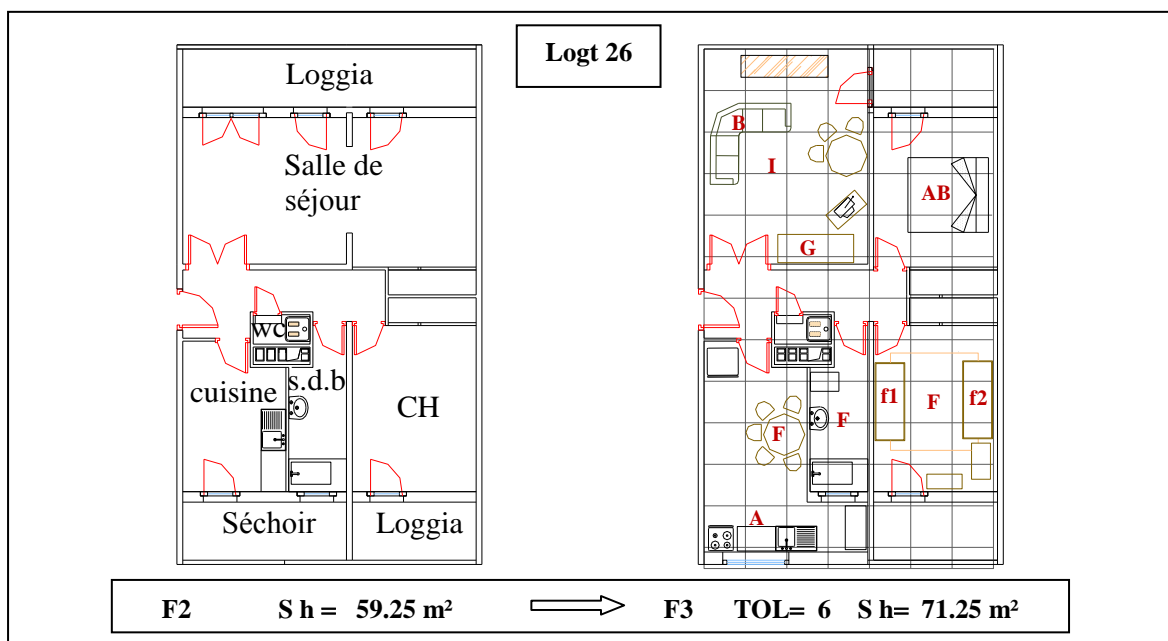 Logt 26
Loggia
Salle de
séjour
wc
cuisine
s.d.b
CH
Séchoir
Loggia
B
I
AB
G
f1
F
f2
F
F
A
F2 S h = 59.25 m² F3 TOL= 6 S h= 71.25 m²